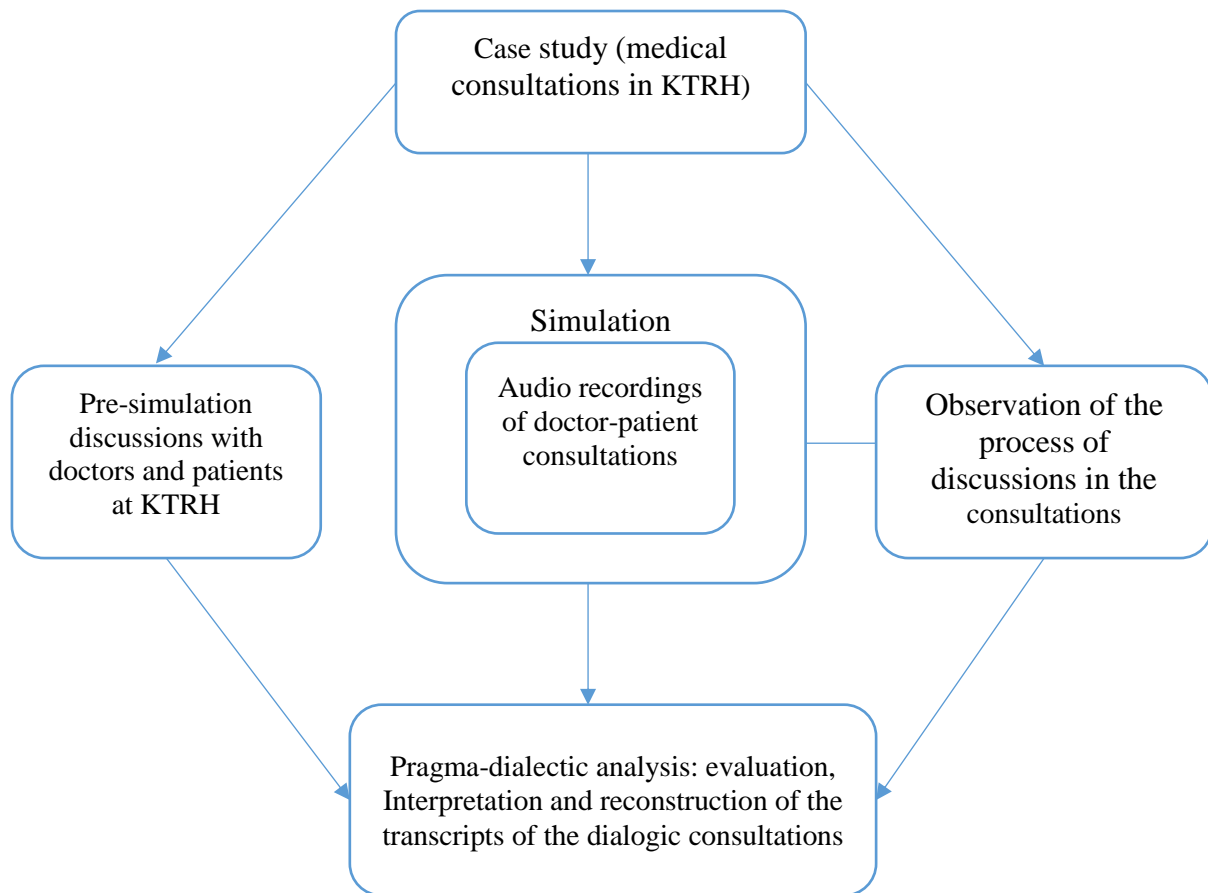 Case study (medical
consultations in KTRH)
Simulation
Audio recordings
of doctor-patient
consultations
Pre-simulation
discussions with
doctors and patients
at KTRH
Observation of the
process of
discussions in the
consultations
Pragma-dialectic analysis: evaluation,
Interpretation and reconstruction of the
transcripts of the dialogic consultations